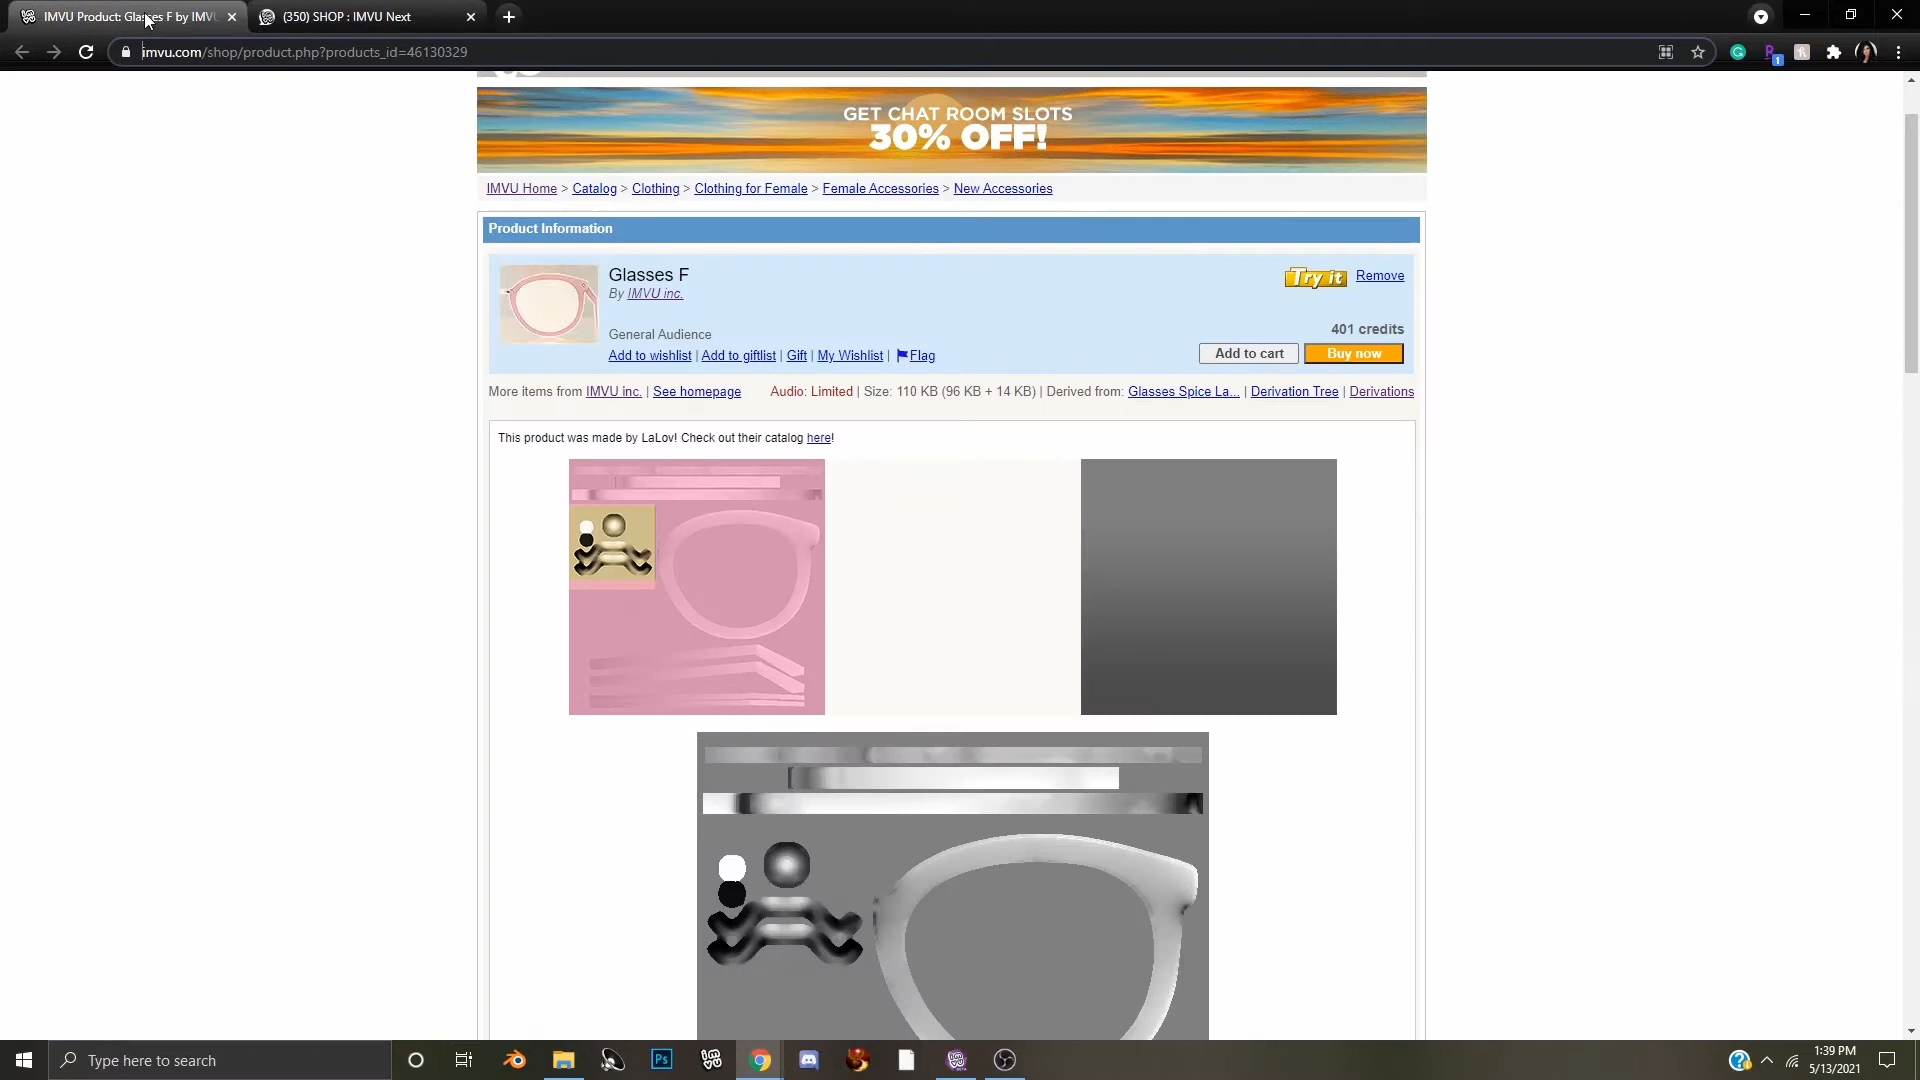 IMVU Product: Glasses F by IMVU
(350) SHOP : IMVU Next
imvu.com/shop/product.php?products_id=46130329
1
GET CHAT ROOM SLOTS
30% OFF!
IMVU Home > Catalog > Clothing > Clothing for Female > Female Accessories > New Accessories
Product Information
Glasses F
By IMVU inc.
Try it Remove
General Audience
401 credits
Add to wishlist | Add to giftlist | Gift | My Wishlist | Flag
Add to cart Buy now
More items from IMVU inc. | See homepage Audio: Limited | Size: 110 KB (96 KB + 14 KB) | Derived from: Glasses Spice La... | Derivation Tree | Derivations
This product was made by LaLov! Check out their catalog here!
Type here to search
Ps
1:39 PM
5/13/2021